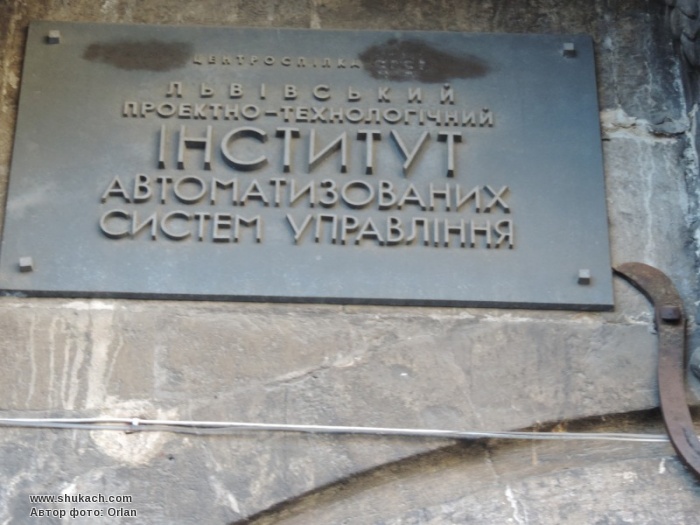 ЦЕНТРОСПІЛКА
ЛЬВІВСЬКИЙ
ПРОЕКТНО-ТЕХНОЛОГІЧНИЙ
ІНСТИТУТ
АВТОМАТИЗОВАНИХ
СИСТЕМ УПРАВЛІННЯ
www.shukach.com
Автор фото: Orlan